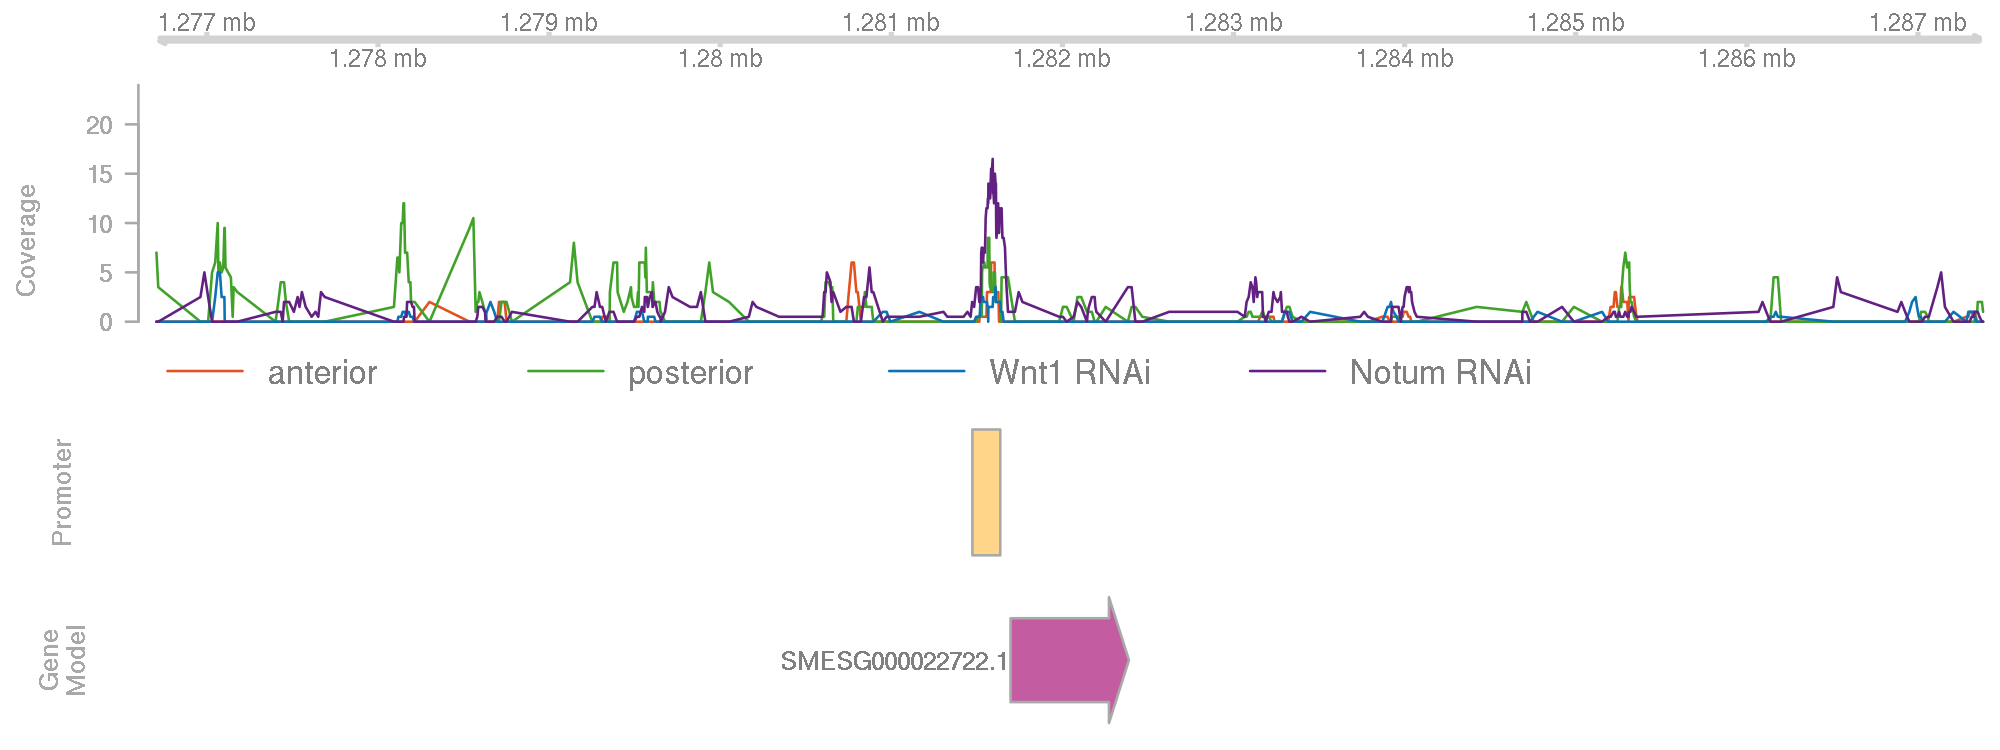 1.277 mb 1.279 mb 1.281 mb 1.283 mb 1.285 mb 1.287 mb
1.278 mb 1.28 mb 1.282 mb 1.284 mb 1.286 mb
Coverage
20
15
10
5
0
anterior posterior Wnt1 RNAi Notum RNAi
Promoter
Gene
Model
SMESG000022722.1